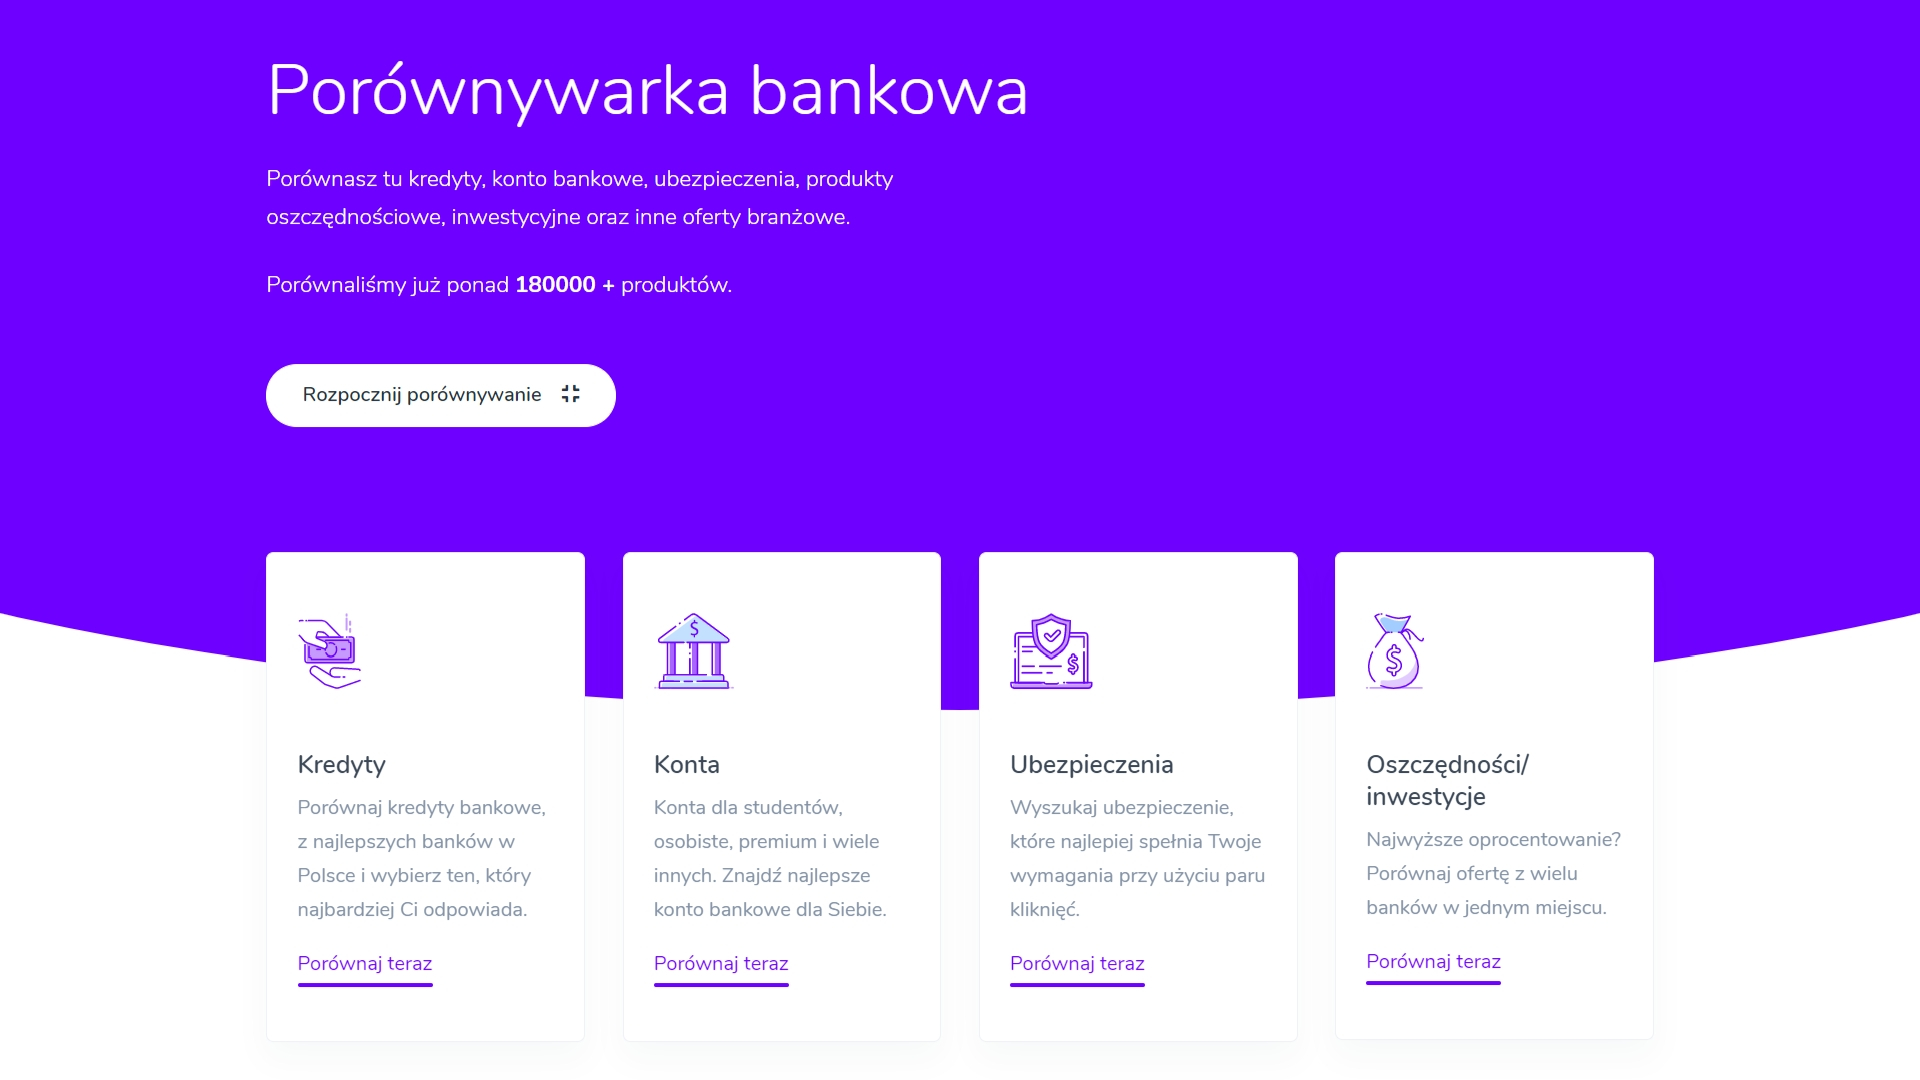 Porównywarka bankowa
Porównasz tu kredyty, konto bankowe, ubezpieczenia, produkty
oszczędnościowe, inwestycyjne oraz inne oferty branżowe.
Porównaliśmy już ponad 180000 + produktów.
Rozpocznij porównywanie
Kredyty
Porównaj kredyty bankowe,
z najlepszych banków w
Polsce i wybierz ten, który
najbardziej Ci odpowiada.
Porównaj teraz
Konta
Konta dla studentów,
osobiste, premium i wiele
innych. Znajdź najlepsze
konto bankowe dla Siebie.
Porównaj teraz
Ubezpieczenia
Wyszukaj ubezpieczenie,
które najlepiej spełnia Twoje
wymagania przy użyciu paru
kliknięć.
Porównaj teraz
Oszczędności/
inwestycje
Najwyższe oprocentowanie?
Porównaj ofertę z wielu
banków w jednym miejscu.
Porównaj teraz